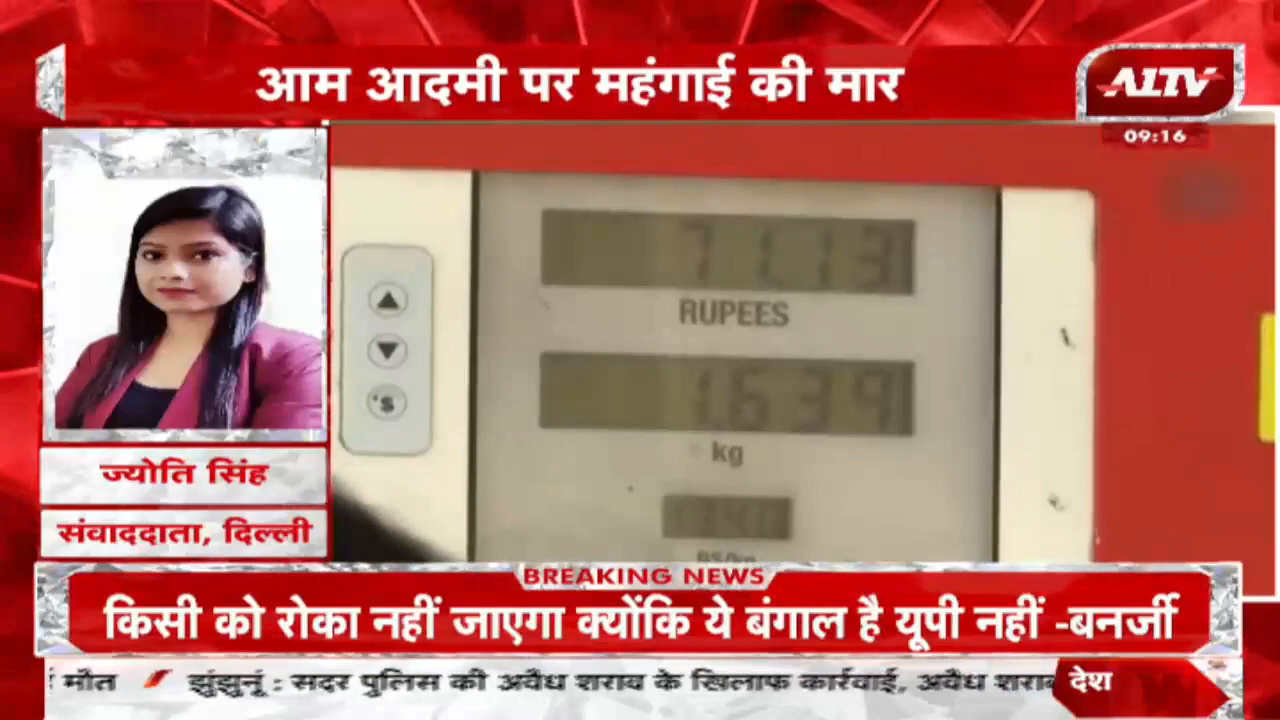 आम आदमी पर महंगाई की मार
ALTV
09:16
71.13
RUPEES
1.639
kg
'S
ज्योति सिंह
संवाददाता, दिल्ली
BREAKING NEWS
किसी को रोका नहीं जाएगा क्योंकि ये बंगाल है यूपी नहीं -बनर्जी
मौत
झुंझुनूं : सदर पुलिस की अवैध शराव के खिलाफ कार्रवाई, अवैध
देश